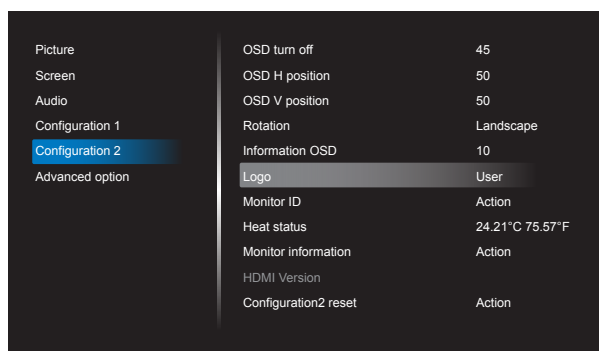 Picture
Screen
Audio
Configuration 1
Configuration 2
Advanced option
OSD turn off 45
OSD H position 50
OSD V position 50
Rotation Landscape
Information OSD 10
Logo User
Monitor ID Action
Heat status 24.21°C 75.57°F
Monitor information Action
HDMI Version
Configuration2 reset Action